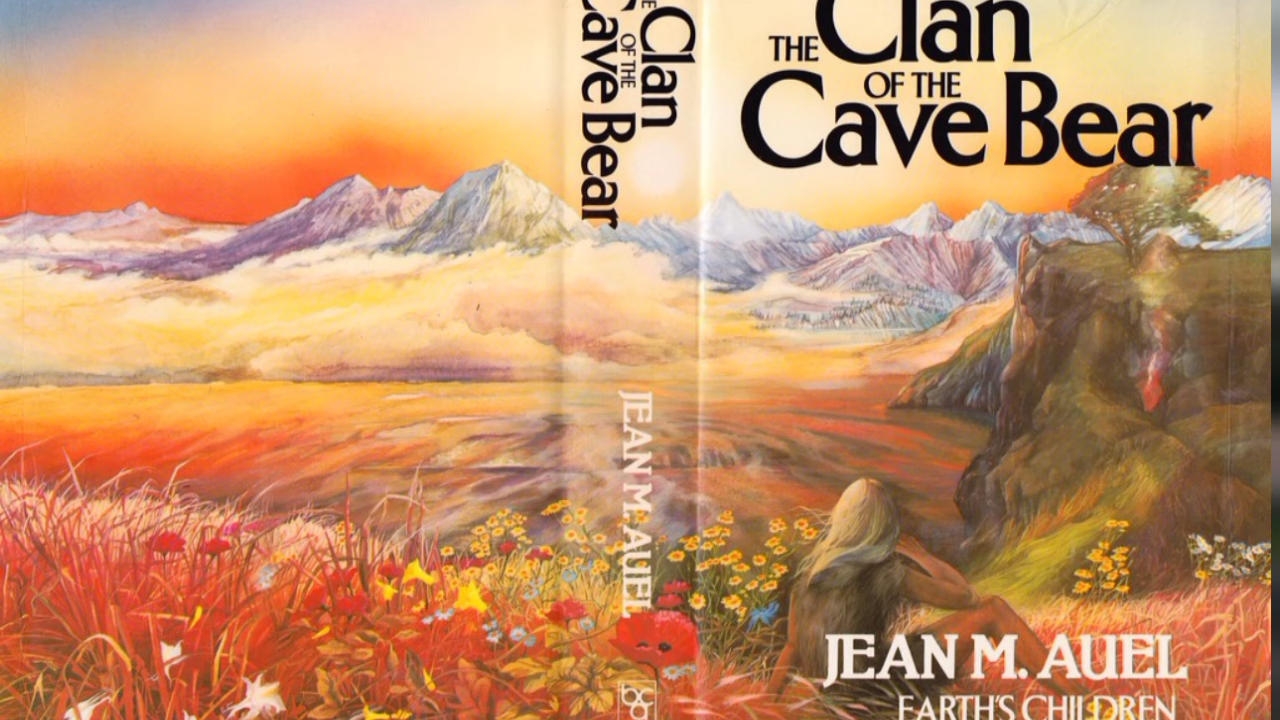 THE Clan
OF THE
Cave Bear
THE Clan
OF THE
Cave Bear
JEAN M. AUEL
JEAN M. AUEL
EARTH'S CHILDREN